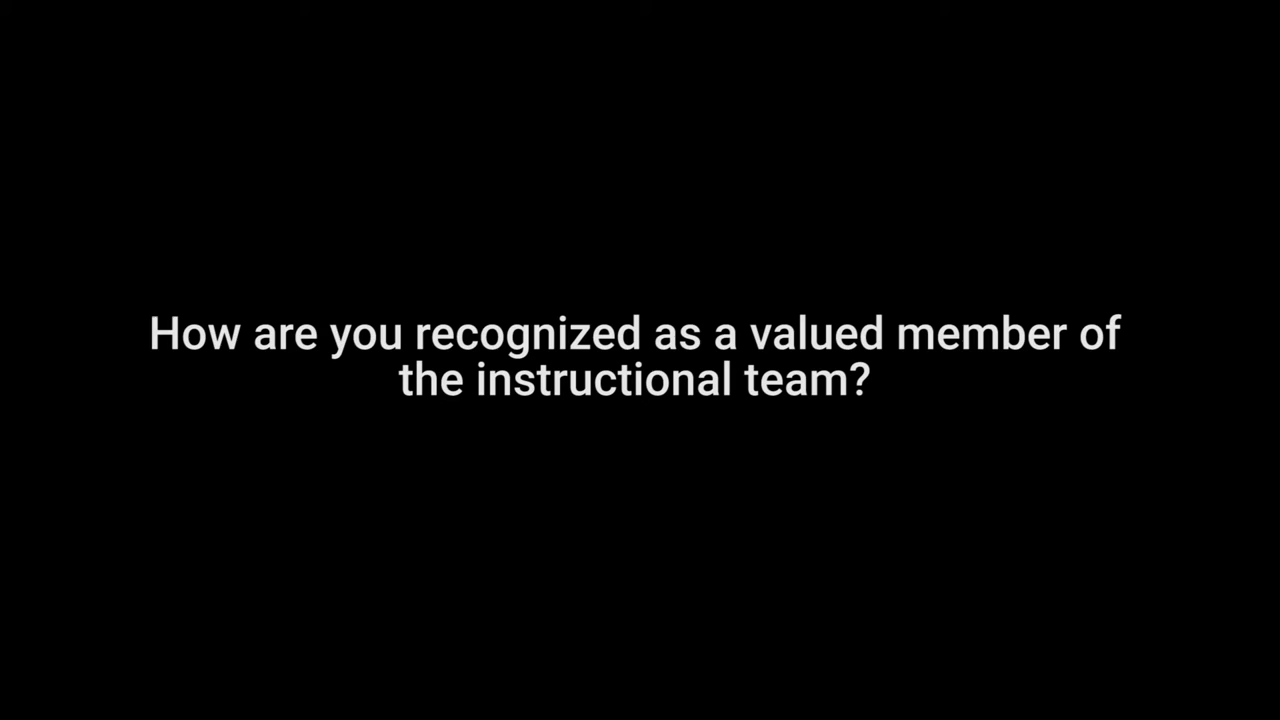 How are you recognized as a valued member of
the instructional team?